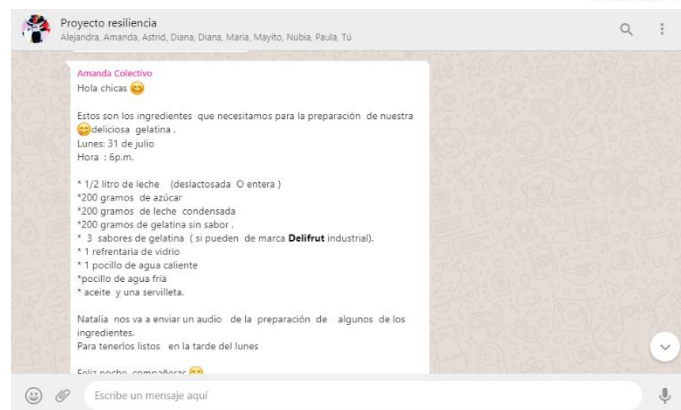 Proyecto resiliencia
Alejandra, Amanda, Astrid, Diana, Diana, Maria, Mayito, Nubia, Paula, Tú
Amanda Colectivo
Hola chicas 😊
Estos son los ingredientes que necesitamos para la preparación de nuestra
😋deliciosa gelatina .
Lunes: 31 de julio
Hora : 6p.m.
* 1/2 litro de leche (deslactosada O entera )
*200 gramos de azúcar
*200 gramos de leche condensada
*200 gramos de gelatina sin sabor .
* 3 sabores de gelatina ( si pueden de marca Delifrut industrial).
* 1 refrentaria de vidrio
* 1 pocillo de agua caliente
*pocillo de agua fría
* aceite y una servilleta.
Natalia nos va a enviar un audio de la preparación de algunos de los
ingredientes.
Para tenerlos listos en la tarde del lunes
Feliz noche compañeras 😊
Escribe un mensaje aquí